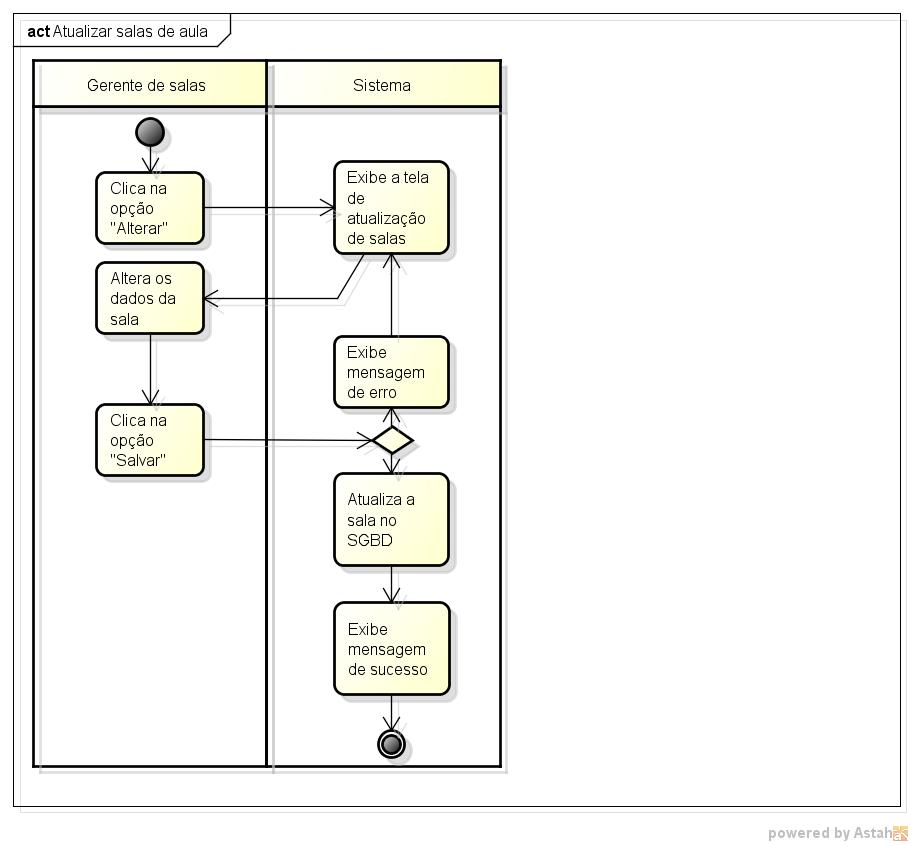 act Atualizar salas de aula
Gerente de salas
Sistema
Clica na
opção
"Alterar"
Exibe a tela
de
atualização
de salas
Altera os
dados da
sala
Exibe
mensagem
de erro
Clica na
opção
"Salvar"
Atualiza a
sala no
SGBD
Exibe
mensagem
de sucesso
powered by Astah